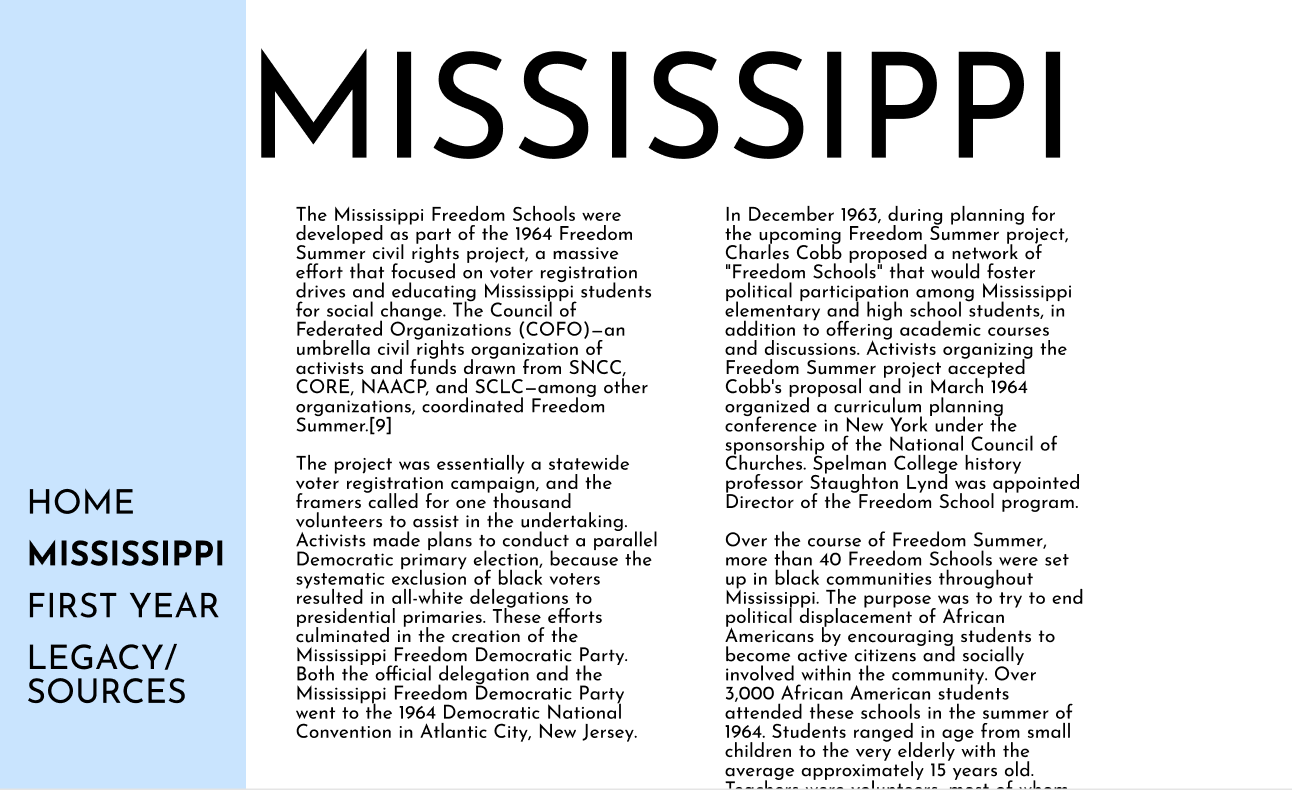 MISSISSIPPI
The Mississippi Freedom Schools were
developed as part of the 1964 Freedom
Summer civil rights project, a massive
effort that focused on voter registration
drives and educating Mississippi students
for social change. The Council of
Federated Organizations (COFO)—an
umbrella civil rights organization of
activists and funds drawn from SNCC,
CORE, NAACP, and SCLC—among other
organizations, coordinated Freedom
Summer.[9]
The project was essentially a statewide
voter registration campaign, and the
framers called for one thousand
volunteers to assist in the undertaking.
Activists made plans to conduct a parallel
Democratic primary election, because the
systematic exclusion of black voters
resulted in all-white delegations to
presidential primaries. These efforts
culminated in the creation of the
Mississippi Freedom Democratic Party.
Both the official delegation and the
Mississippi Freedom Democratic Party
went to the 1964 Democratic National
Convention in Atlantic City, New Jersey.
In December 1963, during planning for
the upcoming Freedom Summer project,
Charles Cobb proposed a network of
"Freedom Schools" that would foster
political participation among Mississippi
elementary and high school students, in
addition to offering academic courses
and discussions. Activists organizing the
Freedom Summer project accepted
Cobb's proposal and in March 1964
organized a curriculum planning
conference in New York under the
sponsorship of the National Council of
Churches. Spelman College history
professor Staughton Lynd was appointed
Director of the Freedom School program.
Over the course of Freedom Summer,
more than 40 Freedom Schools were set
up in black communities throughout
Mississippi. The purpose was to try to end
political displacement of African
Americans by encouraging students to
become active citizens and socially
involved within the community. Over
3,000 African American students
attended these schools in the summer of
1964. Students ranged in age from small
children to the very elderly with the
average approximately 15 years old.
Teachers were volunteers, most of whom
HOME
MISSISSIPPI
FIRST YEAR
LEGACY/
SOURCES